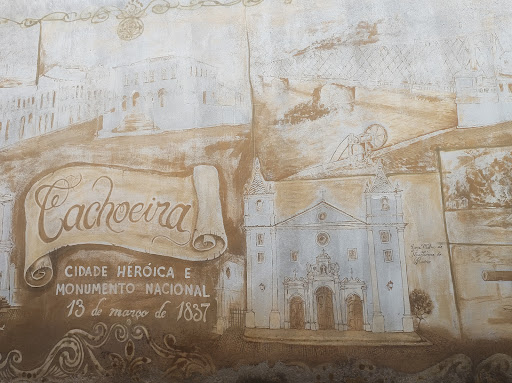 Cachoeira
CIDADE HERÓICA E
MONUMENTO NACIONAL
13 de março de 1837